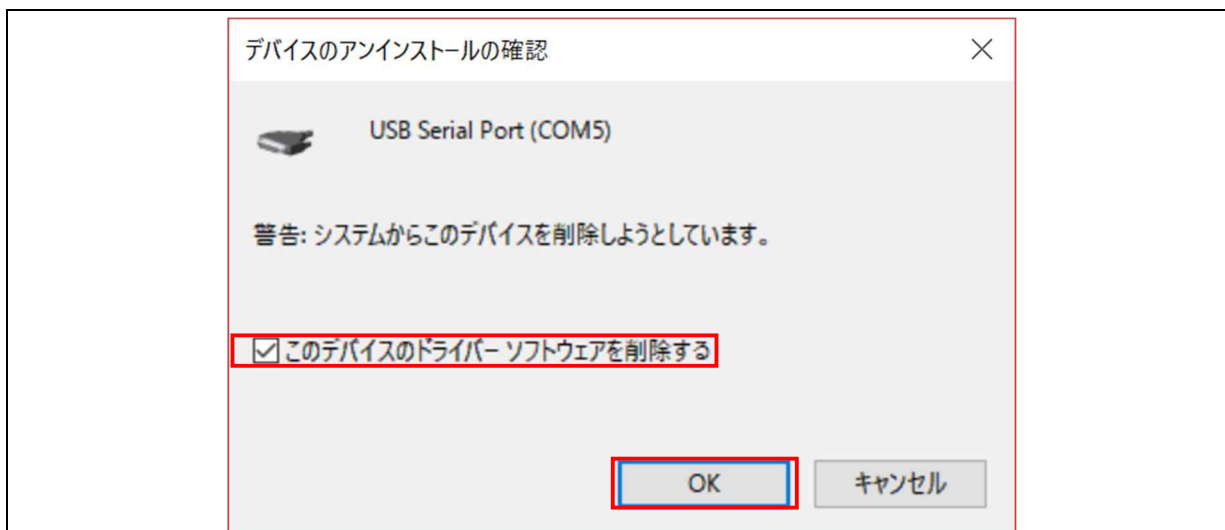 デバイスのアンインストールの確認
USB Serial Port (COM5)
警告: システムからこのデバイスを削除しようとしています。
このデバイスのドライバー ソフトウェアを削除する
OK キャンセル